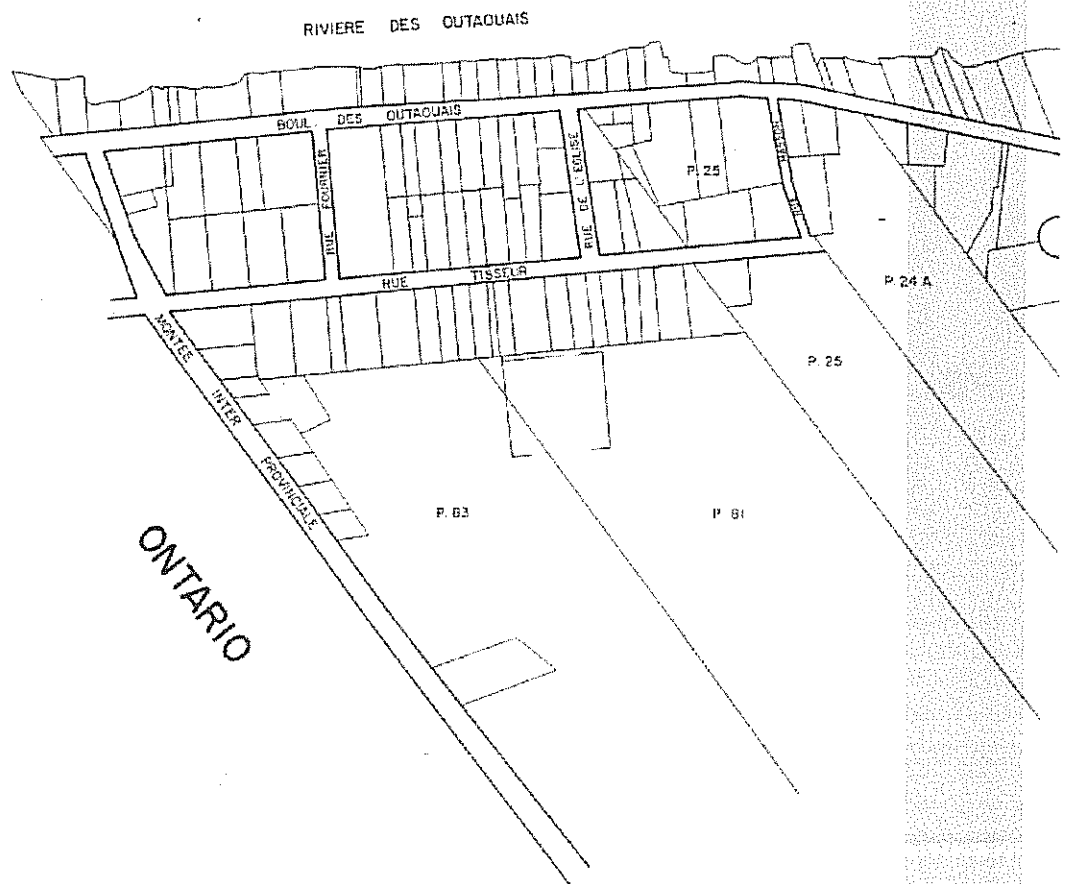 RIVIERE DES OUTAOUAIS
BOUL. DES OUTAOUAIS
RUE FOURNIER
RUE DE L'EGLISE
P. 25
RUE
RUE TISSEUR
P. 24 A
MONTEE INTER PROVINCIALE
P. 25
P. 83
P. 81
ONTARIO